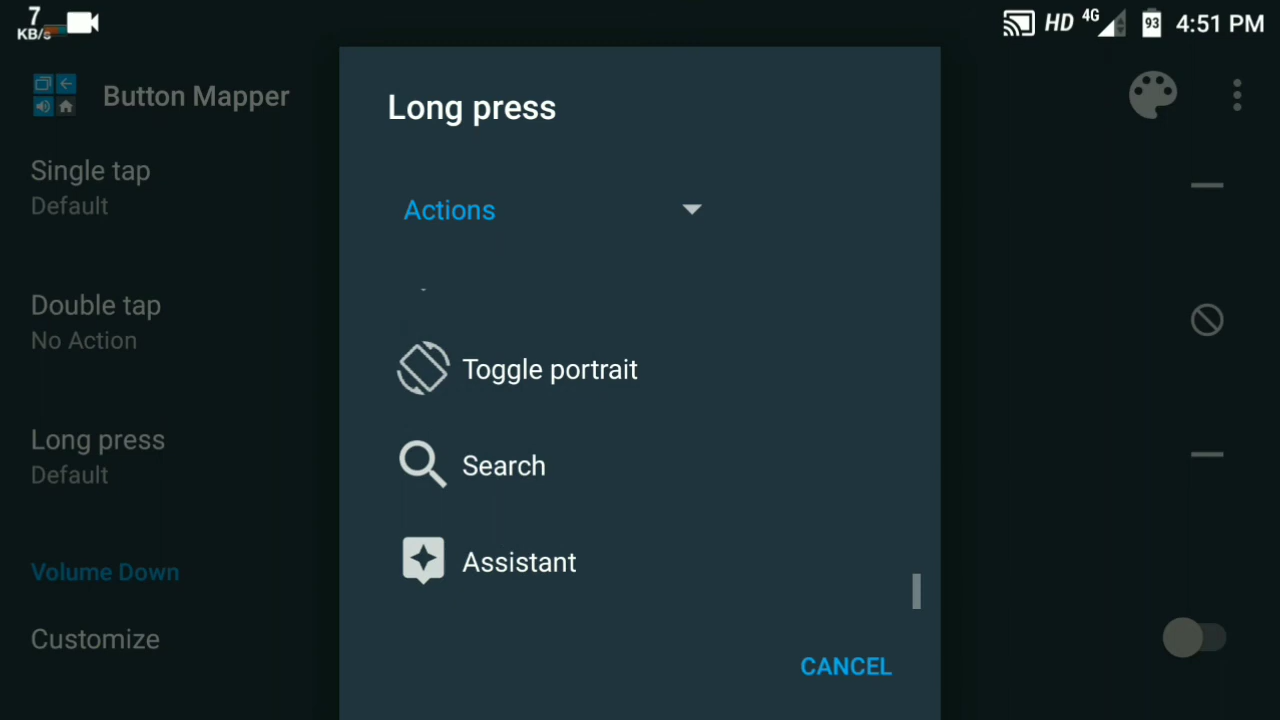 7
KB/s
HD 4G 93 4:51 PM
Button Mapper
Single tap
Default
Double tap
No Action
Long press
Default
Volume Down
Customize
Long press
Actions
Toggle portrait
Search
Assistant
CANCEL